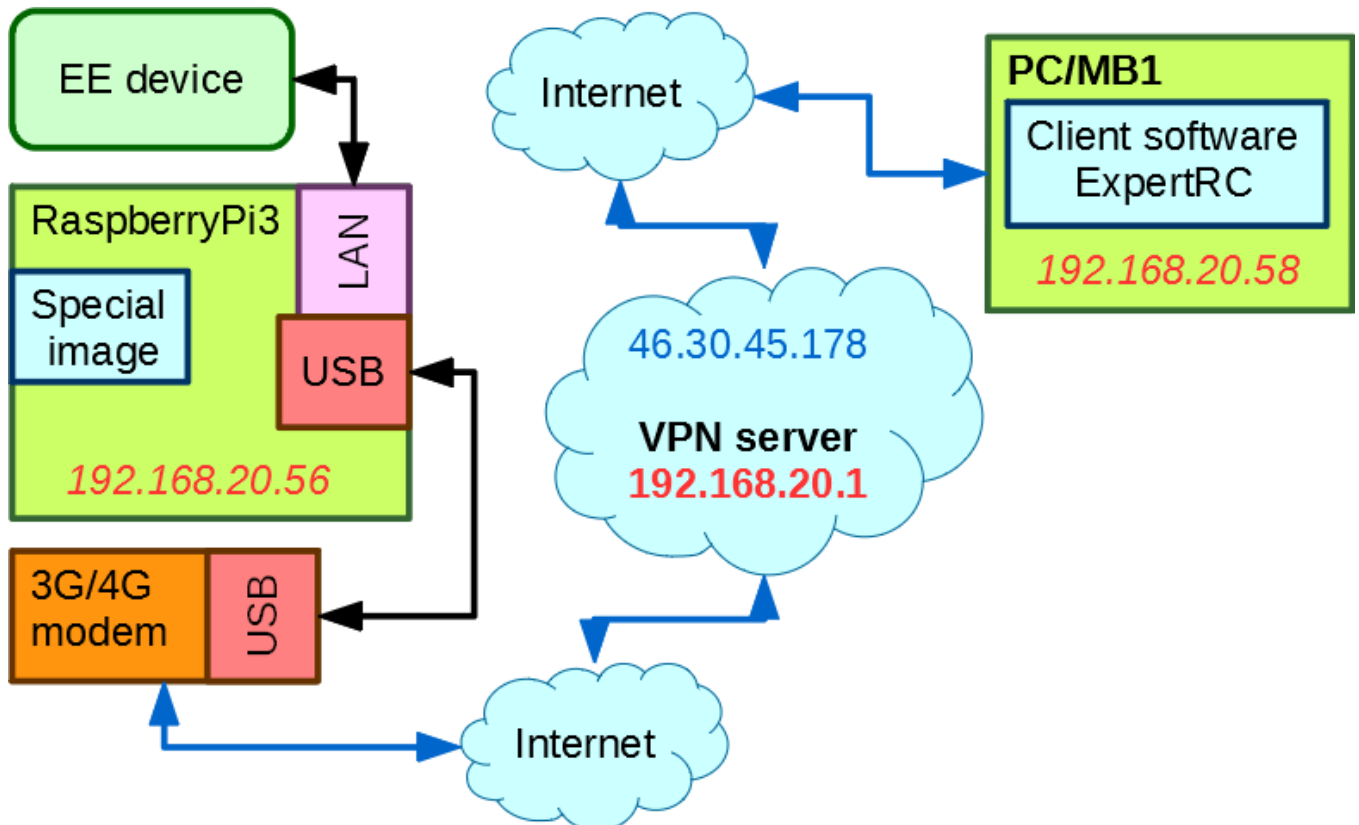 EE device
RaspberryPi3
LAN
Special
image
USB
192.168.20.56
3G/4G
modem
USB
Internet
46.30.45.178
VPN server
192.168.20.1
Internet
PC/MB1
Client software
ExpertRC
192.168.20.58